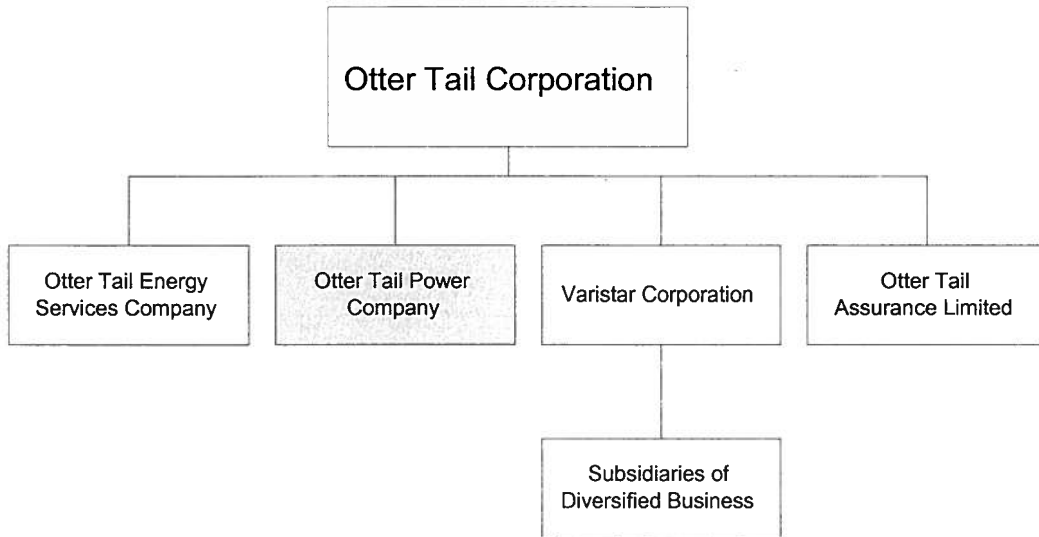 Otter Tail Corporation
Otter Tail Energy
Services Company
Otter Tail Power
Company
Varistar Corporation
Otter Tail
Assurance Limited
Subsidiaries of
Diversified Business